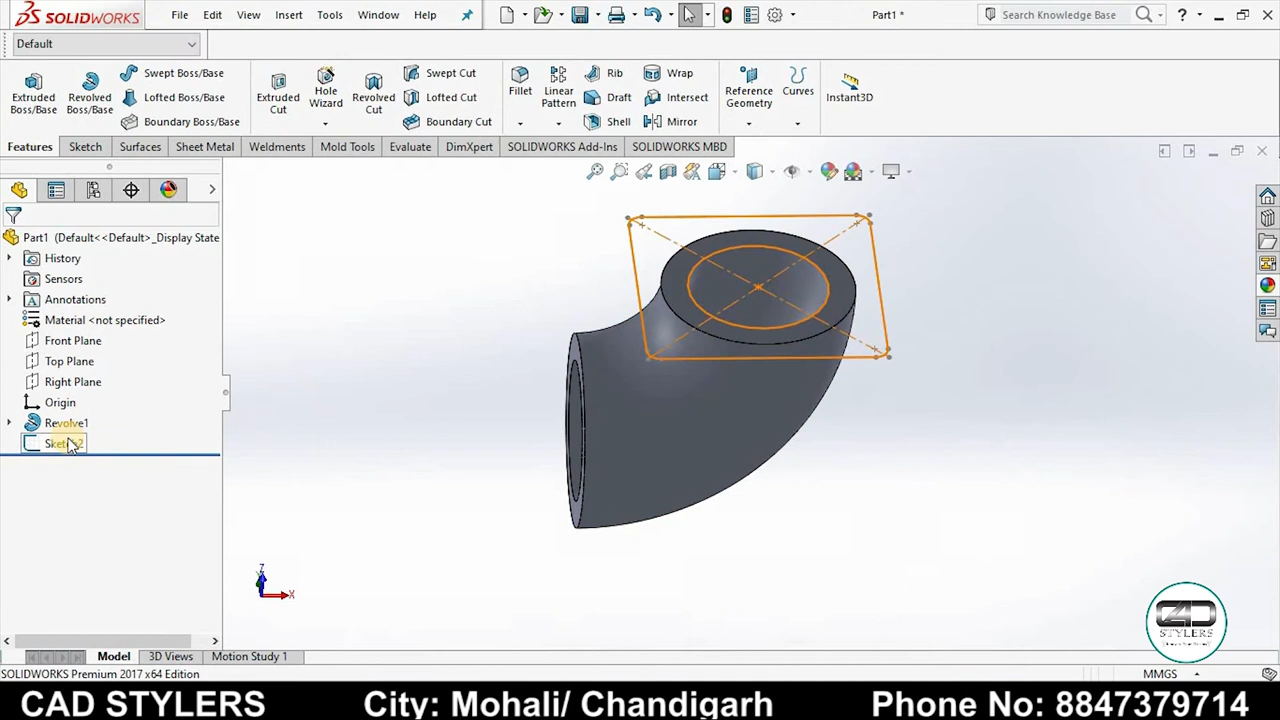 SOLIDWORKS File Edit View Insert Tools Window Help Part1 * Search Knowledge Base
Default
Extruded Boss/Base Revolved Boss/Base Swept Boss/Base Lofted Boss/Base Boundary Boss/Base Extruded Cut Hole Wizard Revolved Cut Swept Cut Lofted Cut Boundary Cut Fillet Linear Pattern Rib Draft Shell Wrap Intersect Mirror Reference Geometry Curves Instant3D
Features Sketch Surfaces Sheet Metal Weldments Mold Tools Evaluate DimXpert SOLIDWORKS Add-Ins SOLIDWORKS MBD
Part1 (Default<<Default>_Display State
History
Sensors
Annotations
Material <not specified>
Front Plane
Top Plane
Right Plane
Origin
Revolve1
Z
X
CAD
STYLERS
Model 3D Views Motion Study 1
SOLIDWORKS Premium 2017 x64 Edition MMGS
CAD STYLERS City: Mohali/ Chandigarh Phone No: 8847379714